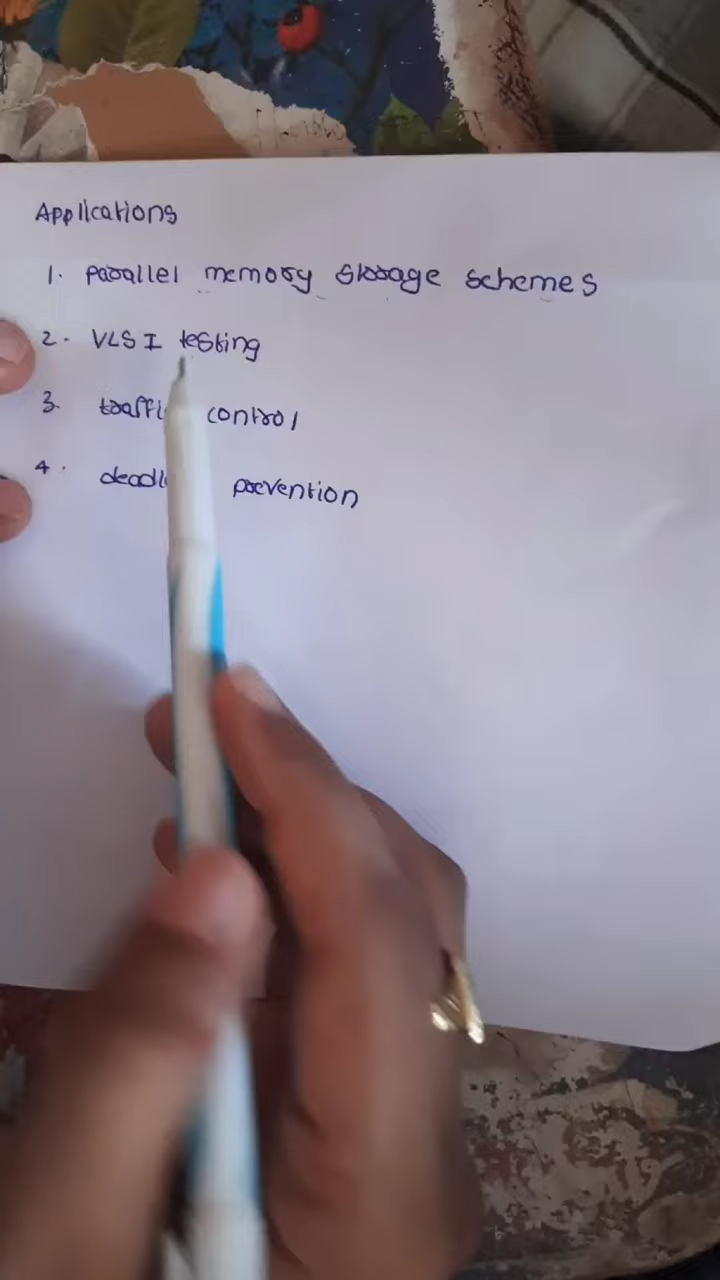 Applications
1. parallel memory storage schemes
2. VLSI testing
3. control
4. prevention